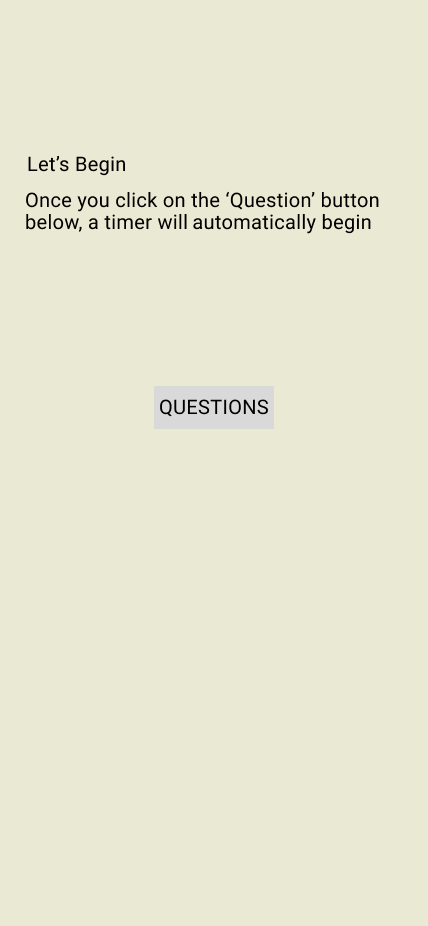 Let’s Begin
Once you click on the ‘Question’ button
below, a timer will automatically begin
QUESTIONS